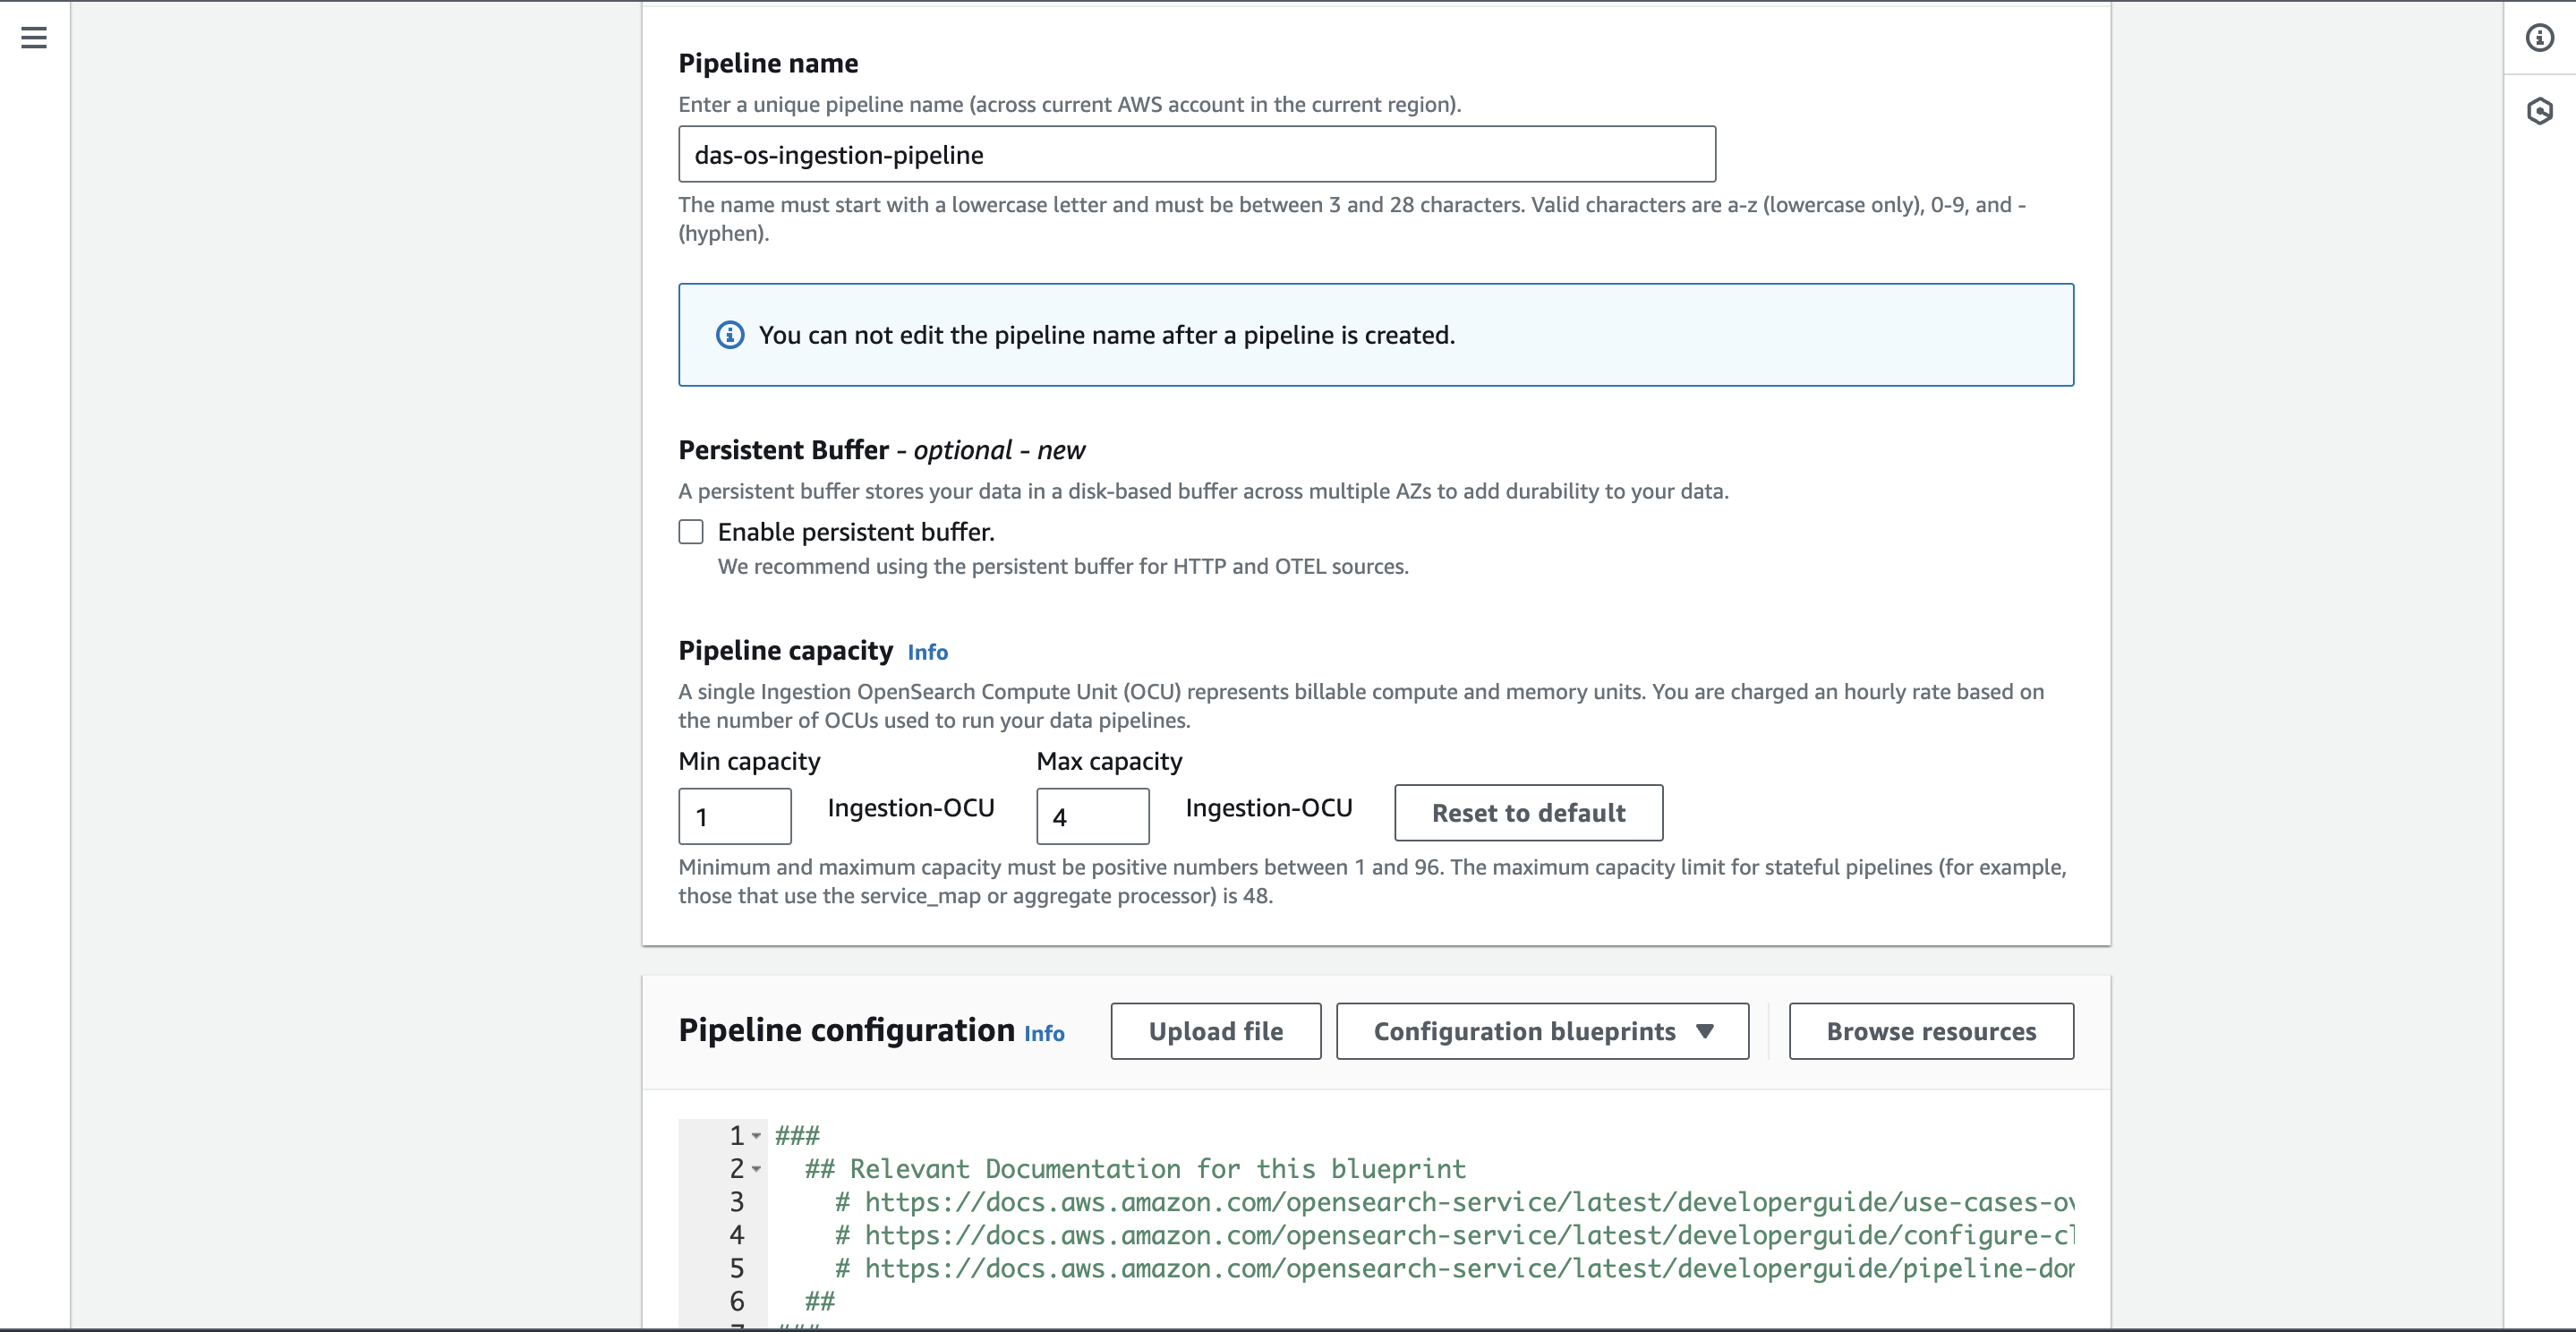 Pipeline name
Enter a unique pipeline name (across current AWS account in the current region).
das-os-ingestion-pipeline
The name must start with a lowercase letter and must be between 3 and 28 characters. Valid characters are a-z (lowercase only), 0-9, and -
(hyphen).
You can not edit the pipeline name after a pipeline is created.
Persistent Buffer - optional - new
A persistent buffer stores your data in a disk-based buffer across multiple AZs to add durability to your data.
Enable persistent buffer.
We recommend using the persistent buffer for HTTP and OTEL sources.
Pipeline capacity Info
A single Ingestion OpenSearch Compute Unit (OCU) represents billable compute and memory units. You are charged an hourly rate based on
the number of OCUs used to run your data pipelines.
Min capacity Max capacity
1 Ingestion-OCU 4 Ingestion-OCU Reset to default
Minimum and maximum capacity must be positive numbers between 1 and 96. The maximum capacity limit for stateful pipelines (for example,
those that use the service_map or aggregate processor) is 48.
Pipeline configuration Info Upload file Configuration blueprints Browse resources
1 ###
2 ## Relevant Documentation for this blueprint
3 # https://docs.aws.amazon.com/opensearch-service/latest/developerguide/use-cases-ov
4 # https://docs.aws.amazon.com/opensearch-service/latest/developerguide/configure-cl
5 # https://docs.aws.amazon.com/opensearch-service/latest/developerguide/pipeline-dom
6 ##